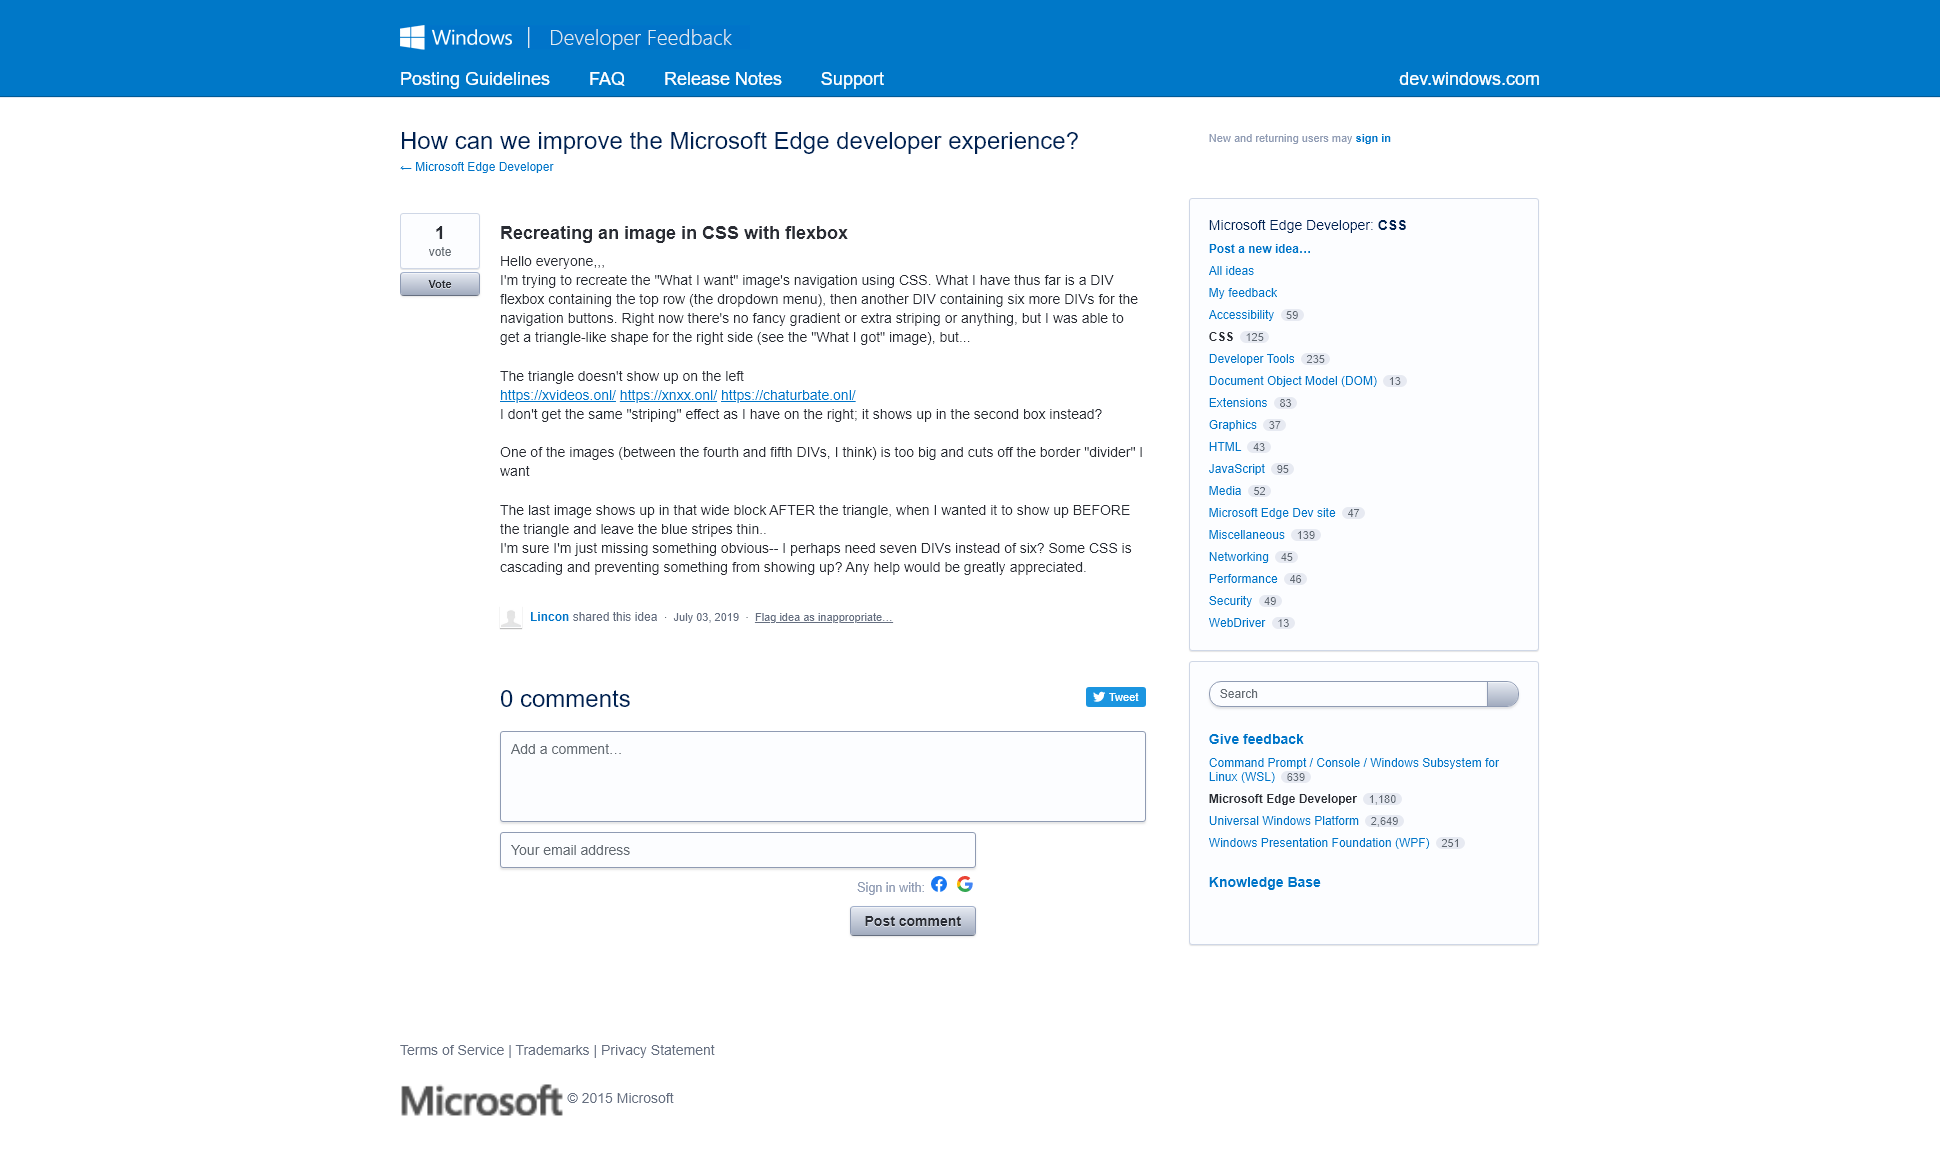 Windows | Developer Feedback
Posting Guidelines FAQ Release Notes Support dev.windows.com
How can we improve the Microsoft Edge developer experience?
← Microsoft Edge Developer
New and returning users may sign in
1
vote
Vote
Recreating an image in CSS with flexbox
Hello everyone,,,
I'm trying to recreate the "What I want" image's navigation using CSS. What I have thus far is a DIV
flexbox containing the top row (the dropdown menu), then another DIV containing six more DIVs for the
navigation buttons. Right now there's no fancy gradient or extra striping or anything, but I was able to
get a triangle-like shape for the right side (see the "What I got" image), but...
The triangle doesn't show up on the left
https://xvideos.onl/ https://xnxx.onl/ https://chaturbate.onl/
I don't get the same "striping" effect as I have on the right; it shows up in the second box instead?
One of the images (between the fourth and fifth DIVs, I think) is too big and cuts off the border "divider" I
want
The last image shows up in that wide block AFTER the triangle, when I wanted it to show up BEFORE
the triangle and leave the blue stripes thin..
I'm sure I'm just missing something obvious-- I perhaps need seven DIVs instead of six? Some CSS is
cascading and preventing something from showing up? Any help would be greatly appreciated.
Lincon shared this idea · July 03, 2019 · Flag idea as inappropriate…
0 comments
Tweet
Add a comment…
Your email address
Sign in with:
Post comment
Microsoft Edge Developer: CSS
Post a new idea…
All ideas
My feedback
Accessibility 59
CSS 125
Developer Tools 235
Document Object Model (DOM) 13
Extensions 83
Graphics 37
HTML 43
JavaScript 95
Media 52
Microsoft Edge Dev site 47
Miscellaneous 139
Networking 45
Performance 46
Security 49
WebDriver 13
Search
Give feedback
Command Prompt / Console / Windows Subsystem for
Linux (WSL) 639
Microsoft Edge Developer 1,180
Universal Windows Platform 2,649
Windows Presentation Foundation (WPF) 251
Knowledge Base
Terms of Service | Trademarks | Privacy Statement
Microsoft © 2015 Microsoft